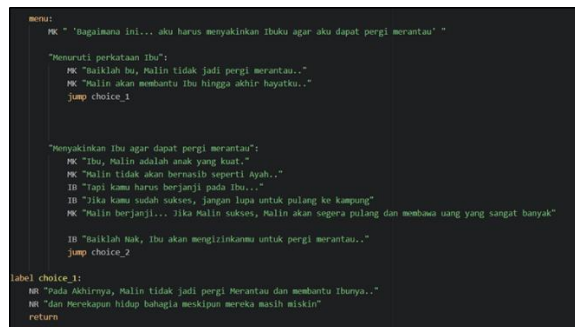 menu:
MK " 'Bagaimana ini... aku harus menyakinkan Ibuku agar aku dapat pergi merantau' "
"Menuruti perkataan Ibu":
MK "Baiklah bu, Malin tidak jadi pergi merantau.."
MK "Malin akan membantu Ibu hingga akhir hayatku.."
jump choice_1
"Menyakinkan Ibu agar dapat pergi merantau":
MK "Ibu, Malin adalah anak yang kuat."
MK "Malin tidak akan bernasib seperti Ayah.."
IB "Tapi kamu harus berjanji pada Ibu..."
IB "Jika kamu sudah sukses, jangan lupa untuk pulang ke kampung"
MK "Malin berjanji... Jika Malin sukses, Malin akan segera pulang dan membawa uang yang sangat banyak"
IB "Baiklah Nak, Ibu akan mengizinkanmu untuk pergi merantau.."
jump choice_2
label choice_1:
NR "Pada Akhirnya, Malin tidak jadi pergi Merantau dan membantu Ibunya.."
NR "dan Merekapun hidup bahagia meskipun mereka masih miskin"
return